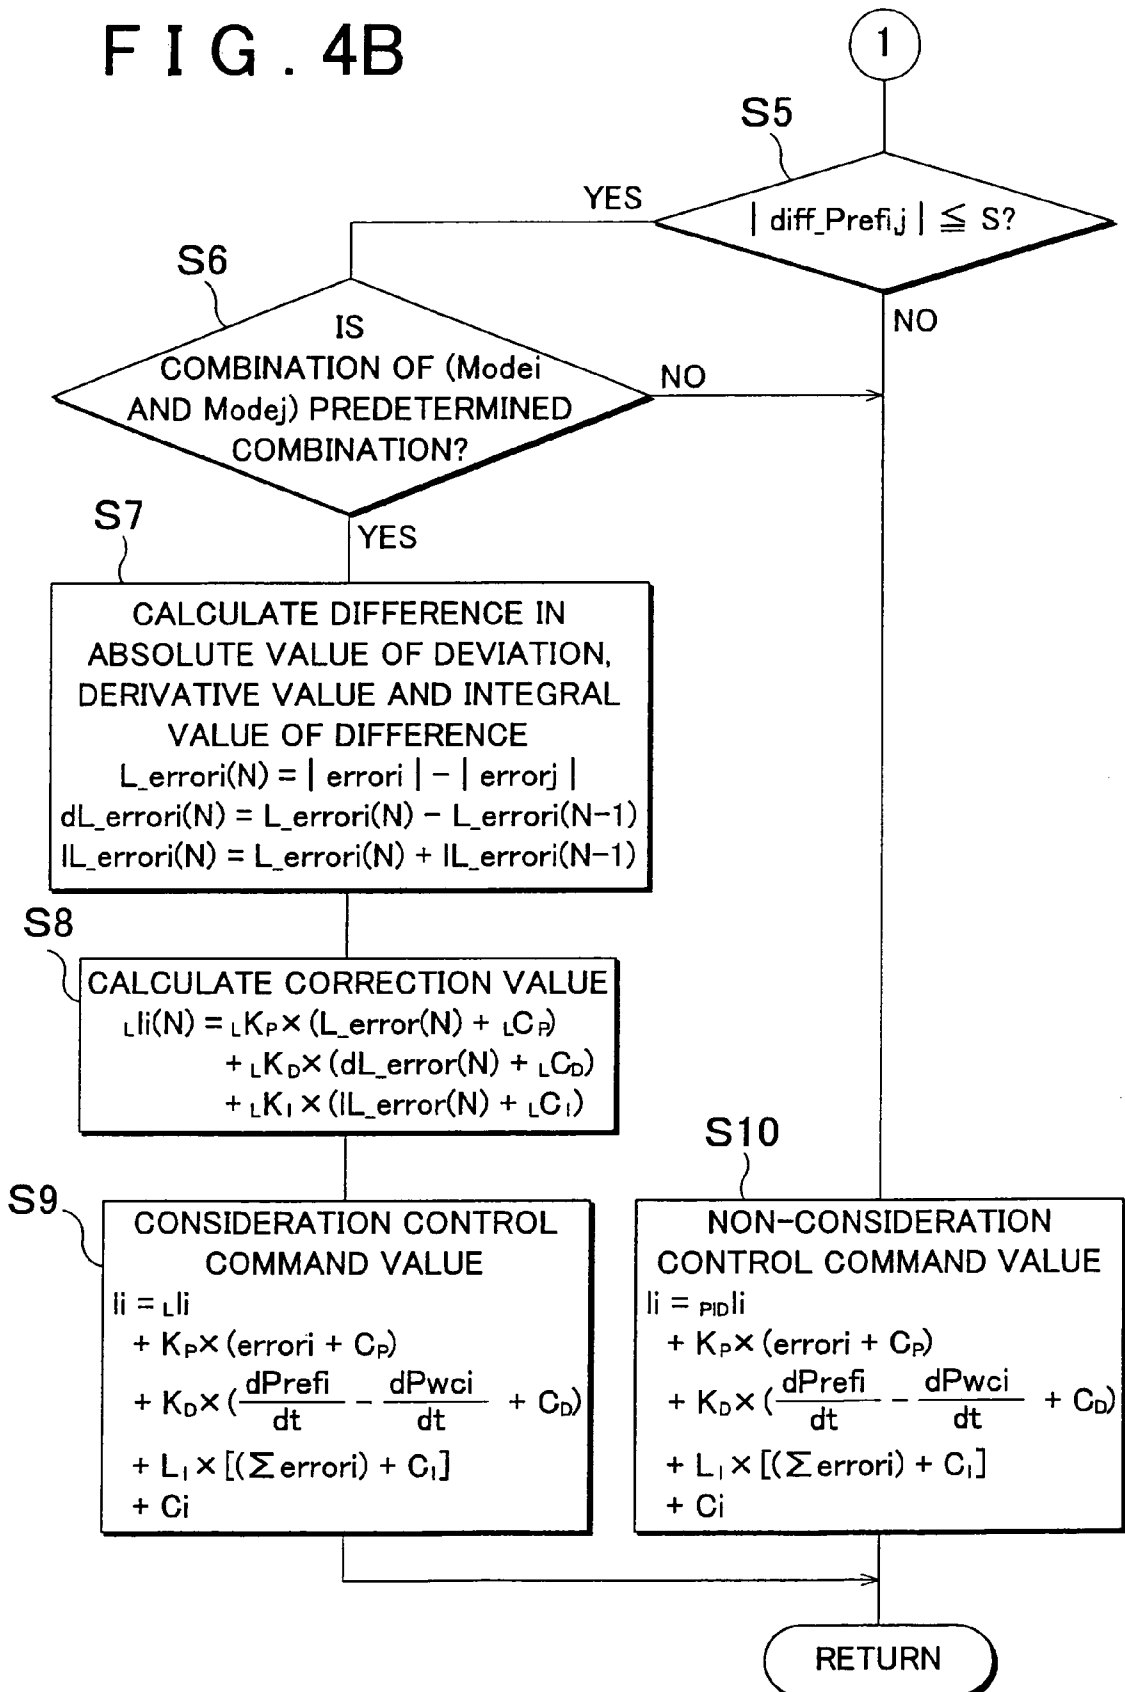 FIG. 4B
1
S5
YES
| diff_Prefi,j | ≦ S?
NO
S6
IS
COMBINATION OF (Modei
AND Modej) PREDETERMINED
COMBINATION?
NO
YES
S7
CALCULATE DIFFERENCE IN
ABSOLUTE VALUE OF DEVIATION,
DERIVATIVE VALUE AND INTEGRAL
VALUE OF DIFFERENCE
L_errori(N) = | errori | − | errorj |
dL_errori(N) = L_errori(N) − L_errori(N−1)
IL_errori(N) = L_errori(N) + IL_errori(N−1)
S8
CALCULATE CORRECTION VALUE
LIi(N) = LKP× (L_error(N) + LCP)
+ LKD× (dL_error(N) + LCD)
+ LKI × (IL_error(N) + LCI)
S9
CONSIDERATION CONTROL
COMMAND VALUE
Ii = LIi
+ KP× (errori + CP)
+ KD× (dPrefi/dt − dPwci/dt + CD)
+ LI × [(Σ errori) + CI]
+ Ci
S10
NON-CONSIDERATION
CONTROL COMMAND VALUE
Ii = PIDIi
+ KP× (errori + CP)
+ KD× (dPrefi/dt − dPwci/dt + CD)
+ LI × [(Σ errori) + CI]
+ Ci
RETURN